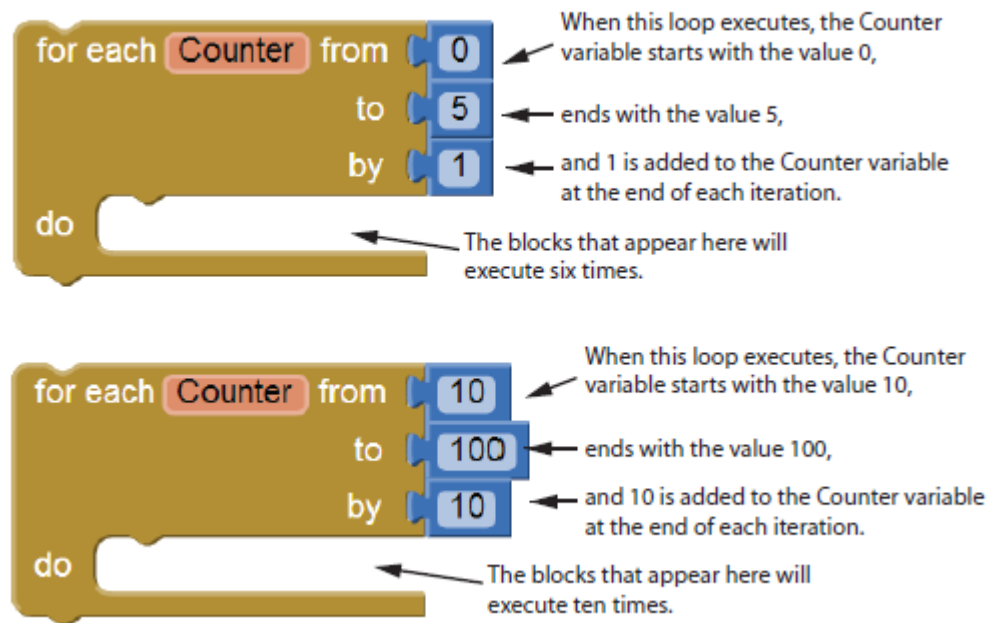 for each Counter from 0
to 5
by 1
do
When this loop executes, the Counter
variable starts with the value 0,
ends with the value 5,
and 1 is added to the Counter variable
at the end of each iteration.
The blocks that appear here will
execute six times.
for each Counter from 10
to 100
by 10
do
When this loop executes, the Counter
variable starts with the value 10,
ends with the value 100,
and 10 is added to the Counter variable
at the end of each iteration.
The blocks that appear here will
execute ten times.